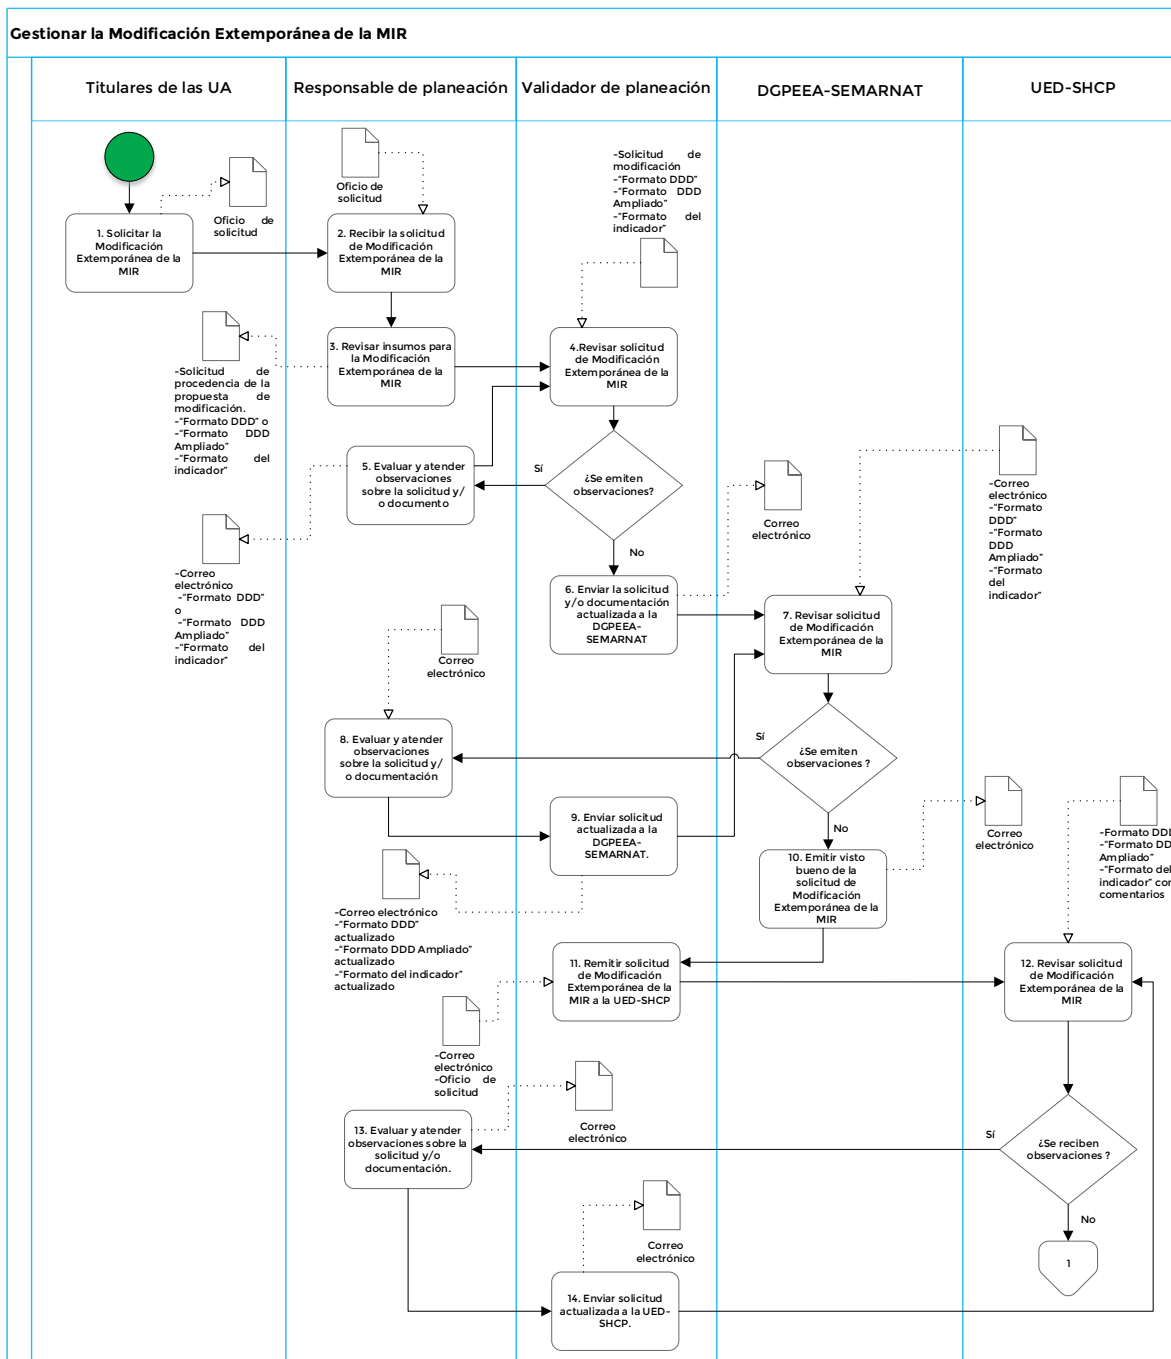 Gestionar la Modificación Extemporánea de la MIR
Titulares de las UA
Responsable de planeación
Validador de planeación
DGPEEA-SEMARNAT
UED-SHCP
Oficio de
solicitud
1. Solicitar la
Modificación
Extemporánea de la
MIR
Oficio de
solicitud
2. Recibir la solicitud
de Modificación
Extemporánea de la
MIR
-Solicitud de
modificación
-"Formato DDD"
-"Formato DDD
Ampliado"
-"Formato del
indicador"
3. Revisar insumos para
la Modificación
Extemporánea de la
MIR
-Solicitud de
procedencia de la
propuesta de
modificación.
-"Formato DDD" o
-"Formato DDD
Ampliado"
-"Formato del
indicador"
4.Revisar solicitud
de Modificación
Extemporánea de la
MIR
¿Se emiten
observaciones?
Sí
No
5. Evaluar y atender
observaciones
sobre la solicitud y/
o documento
-Correo
electrónico
-"Formato DDD"
o
-"Formato DDD
Ampliado"
-"Formato del
indicador"
6. Enviar la solicitud
y/o documentación
actualizada a la
DGPEEA-
SEMARNAT
Correo
electrónico
-Correo
electrónico
-"Formato
DDD"
-"Formato
DDD
Ampliado"
-"Formato
del
indicador"
7. Revisar solicitud
de Modificación
Extemporánea de la
MIR
¿Se emiten
observaciones ?
Sí
No
Correo
electrónico
8. Evaluar y atender
observaciones
sobre la solicitud y/
o documentación
9. Enviar solicitud
actualizada a la
DGPEEA-
SEMARNAT.
-Correo electrónico
-"Formato DDD"
actualizado
-"Formato DDD Ampliado"
actualizado
-"Formato del indicador"
actualizado
10. Emitir visto
bueno de la
solicitud de
Modificación
Extemporánea de la
MIR
Correo
electrónico
-Formato DDD
-"Formato DD
Ampliado"
-"Formato del
indicador" con
comentarios
11. Remitir solicitud
de Modificación
Extemporánea de la
MIR a la UED-SHCP
-Correo
electrónico
-Oficio de
solicitud
12. Revisar solicitud
de Modificación
Extemporánea de la
MIR
¿Se reciben
observaciones ?
Sí
No
1
13. Evaluar y atender
observaciones sobre la
solicitud y/o
documentación.
Correo
electrónico
Correo
electrónico
14. Enviar solicitud
actualizada a la UED-
SHCP.